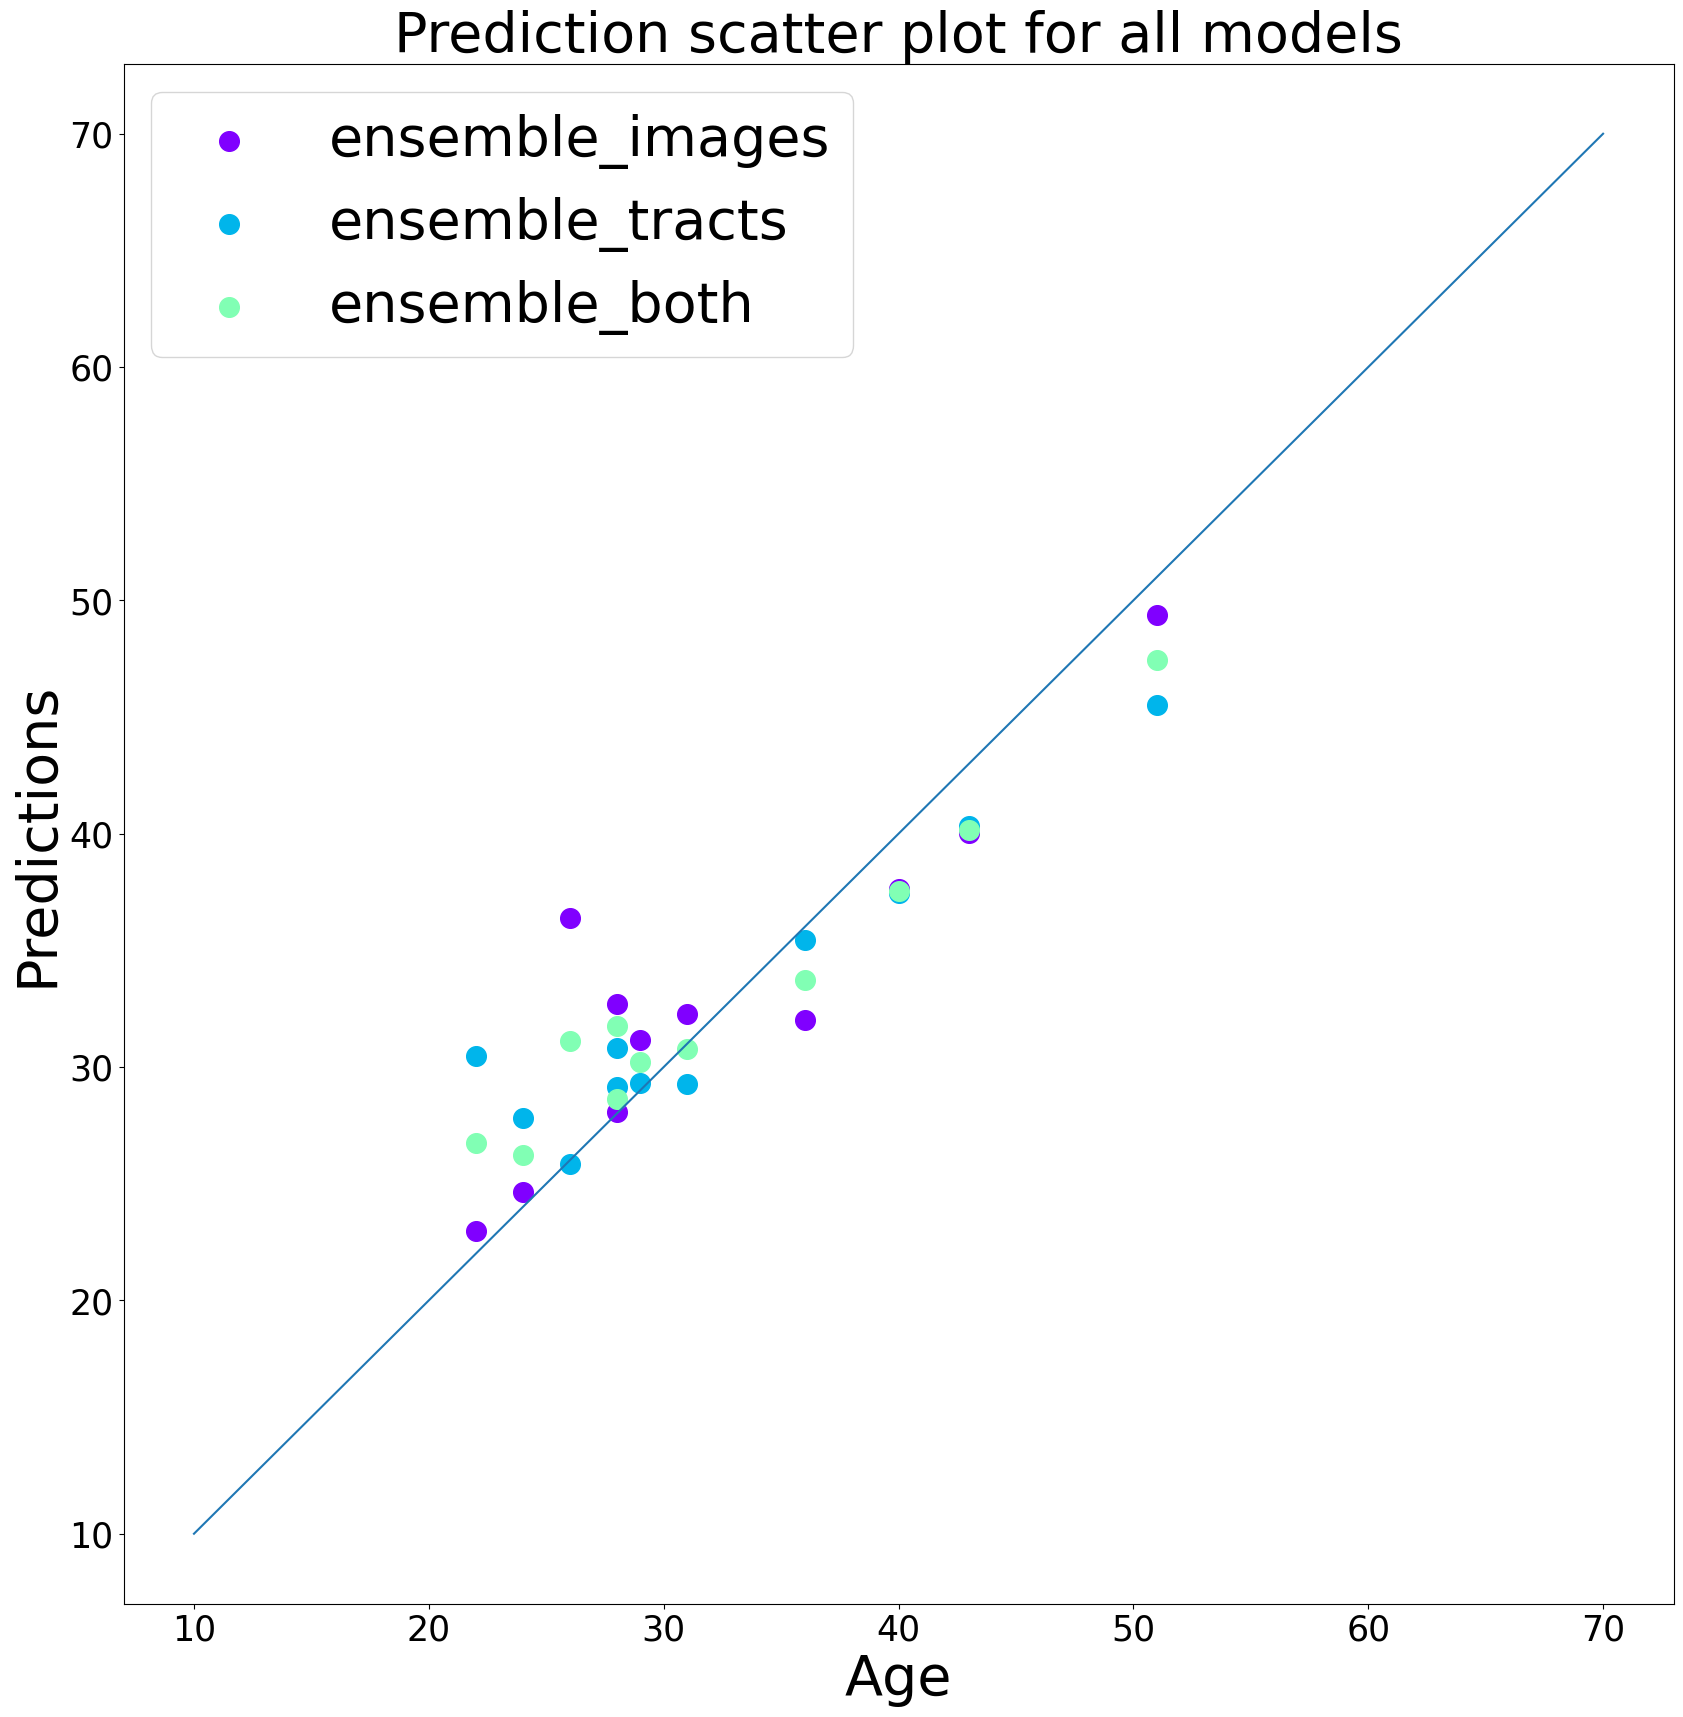 Prediction scatter plot for all models
ensemble_images
ensemble_tracts
ensemble_both
70
60
50
40
30
20
10
Predictions
10 20 30 40 50 60 70
Age